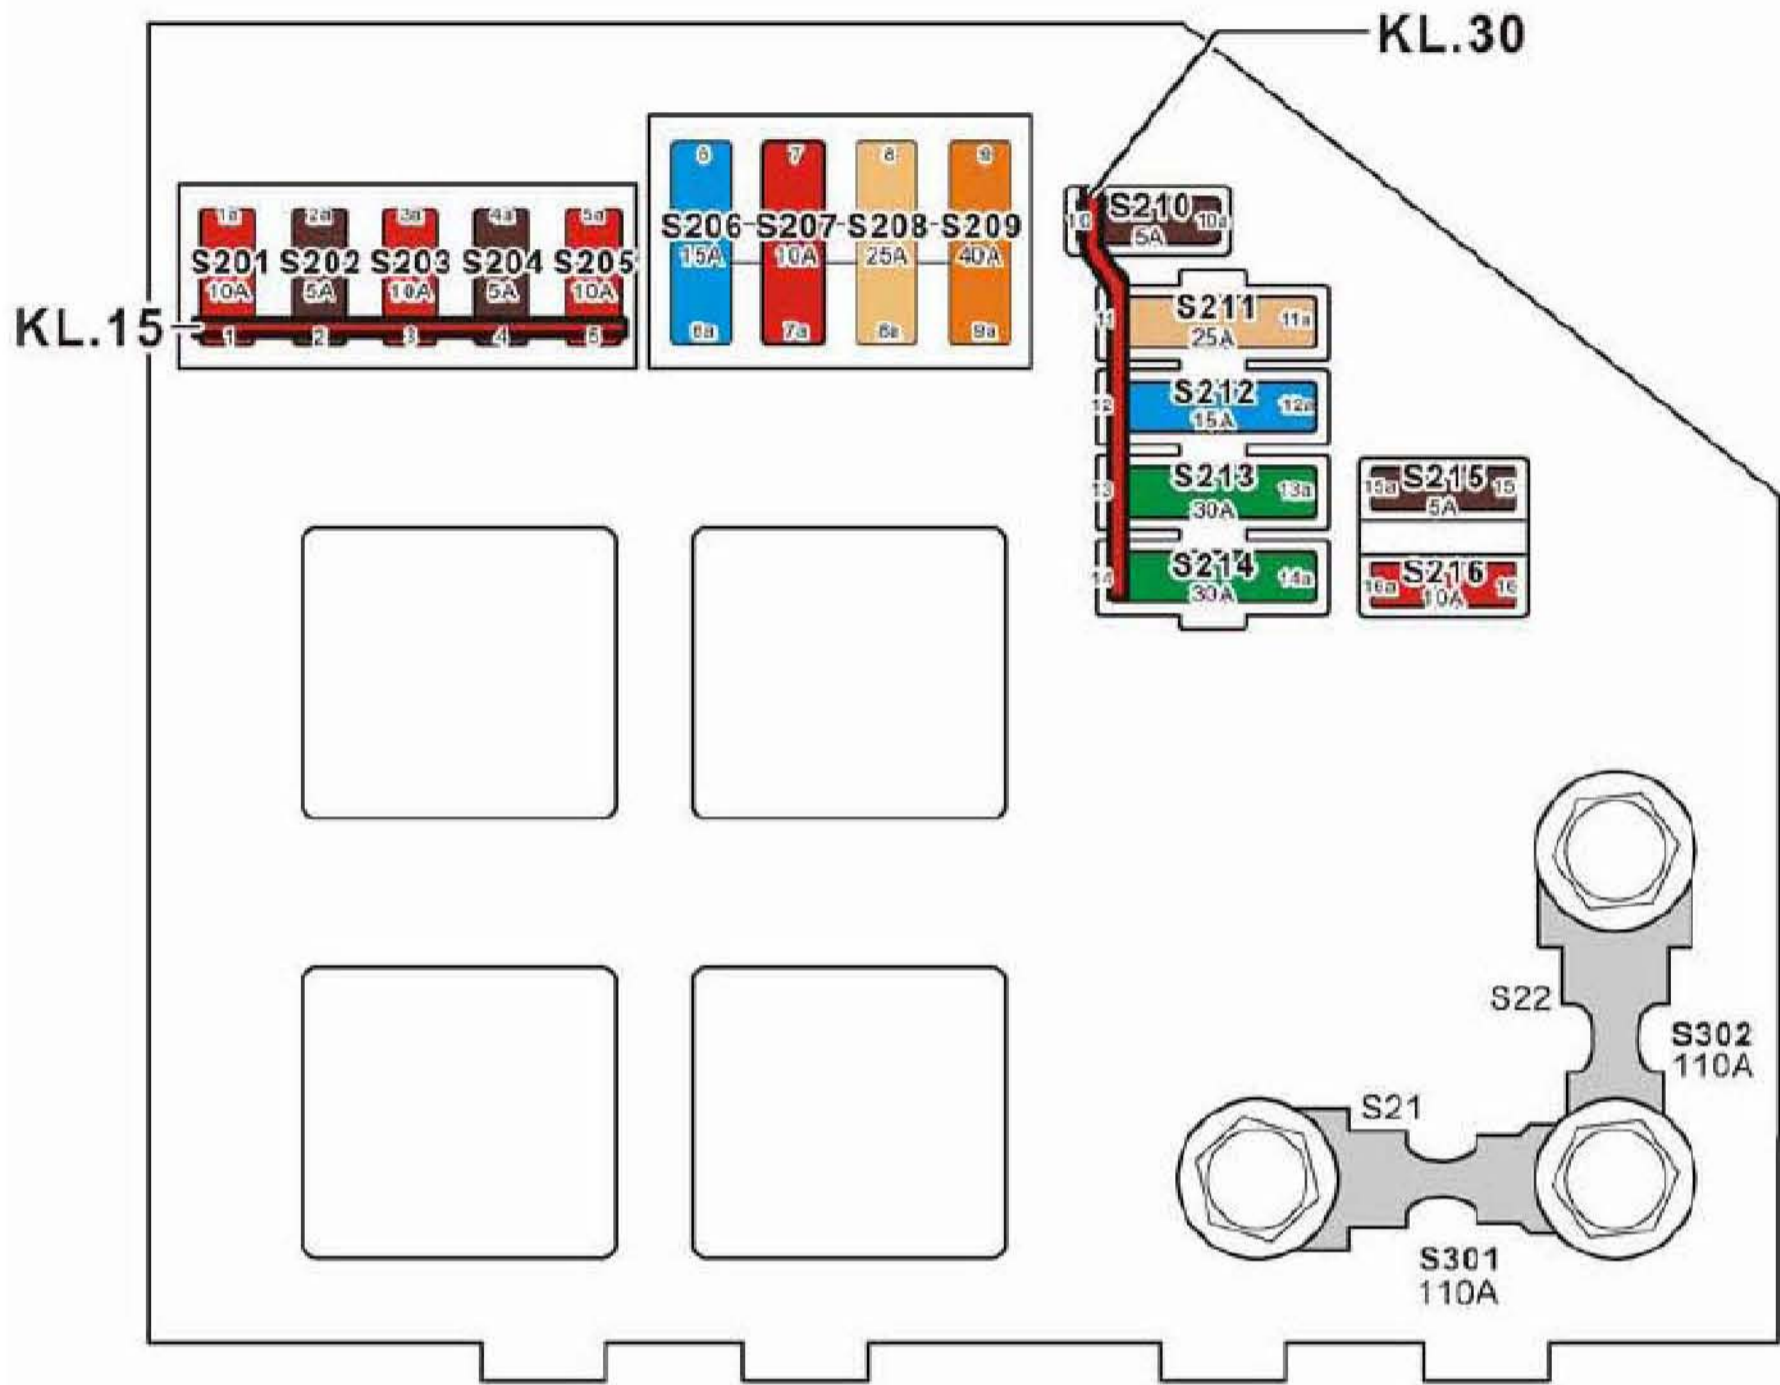 KL.30
6 7 8 9
S206 S207 S208 S209
15A 10A 25A 40A
6a 7a 8a 9a
1a 2a 3a 4a 5a
S201 S202 S203 S204 S205
10A 5A 10A 5A 10A
1 2 3 4 5
KL.15
10 S210 10a
5A
11 S211 11a
25A
12 S212 12a
15A
13 S213 13a
30A
14 S214 14a
30A
15a S215 15
5A
16a S216 16
10A
S22
S302
110A
S21
S301
110A